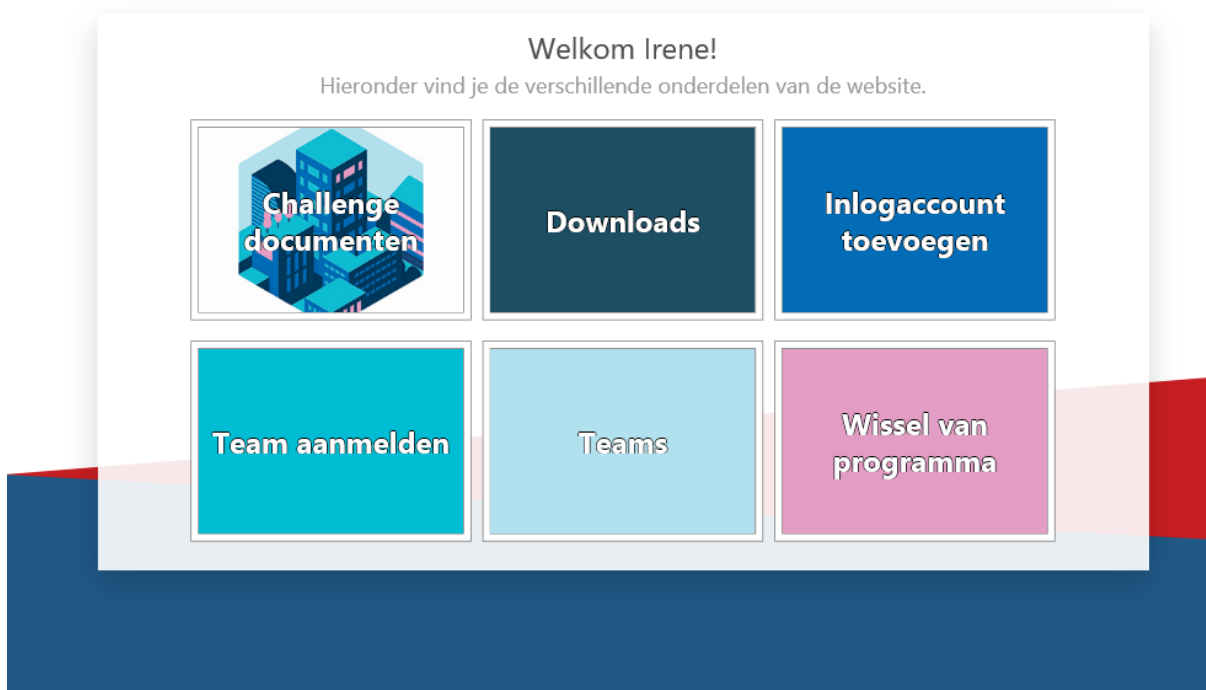 Welkom Irene!
Hieronder vind je de verschillende onderdelen van de website.
Challenge
documenten
Downloads
Inlogaccount
toevoegen
Team aanmelden
Teams
Wissel van
programma